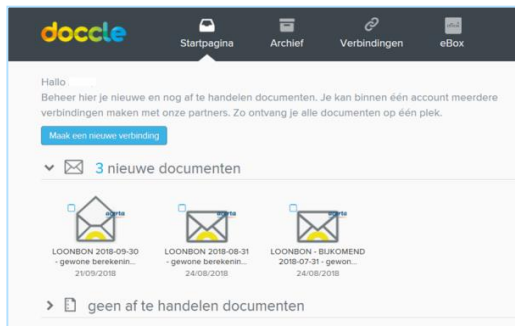 doccle
Startpagina
Archief
Verbindingen
eBox
Hallo
Beheer hier je nieuwe en nog af te handelen documenten. Je kan binnen één account meerdere
verbindingen maken met onze partners. Zo ontvang je alle documenten op één plek.
Maak een nieuwe verbinding
3 nieuwe documenten
acerta
acerta
acerta
LOONBON 2018-09-30
- gewone berekenin...
21/09/2018
LOONBON 2018-08-31
- gewone berekenin...
24/08/2018
LOONBON - BIJKOMEND
2018-07-31 - gewon...
24/08/2018
geen af te handelen documenten